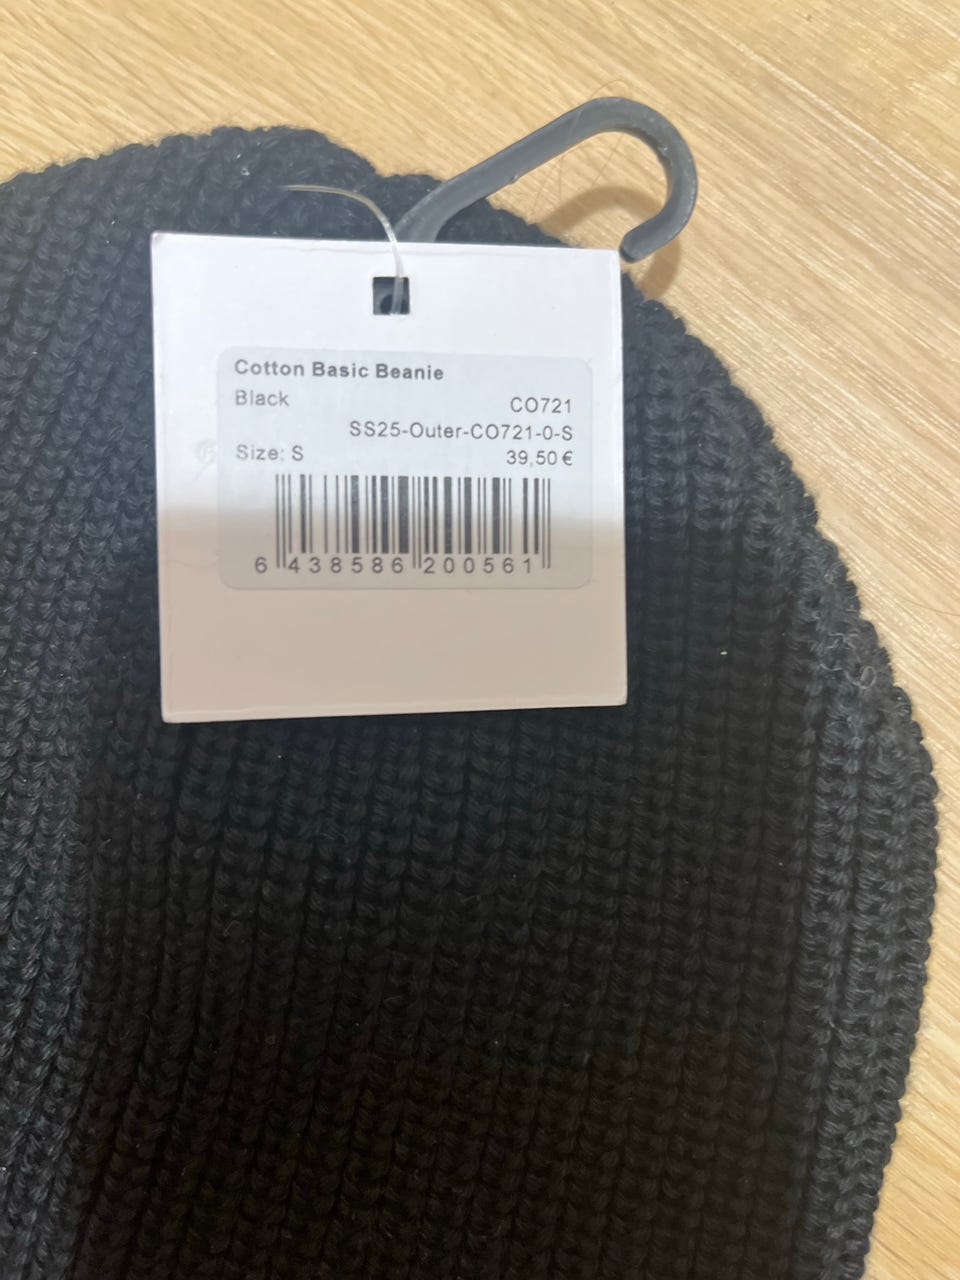 Cotton Basic Beanie
Black
CO721
SS25-Outer-CO721-0-S
Size: S
39,50 €
6 438586 200561